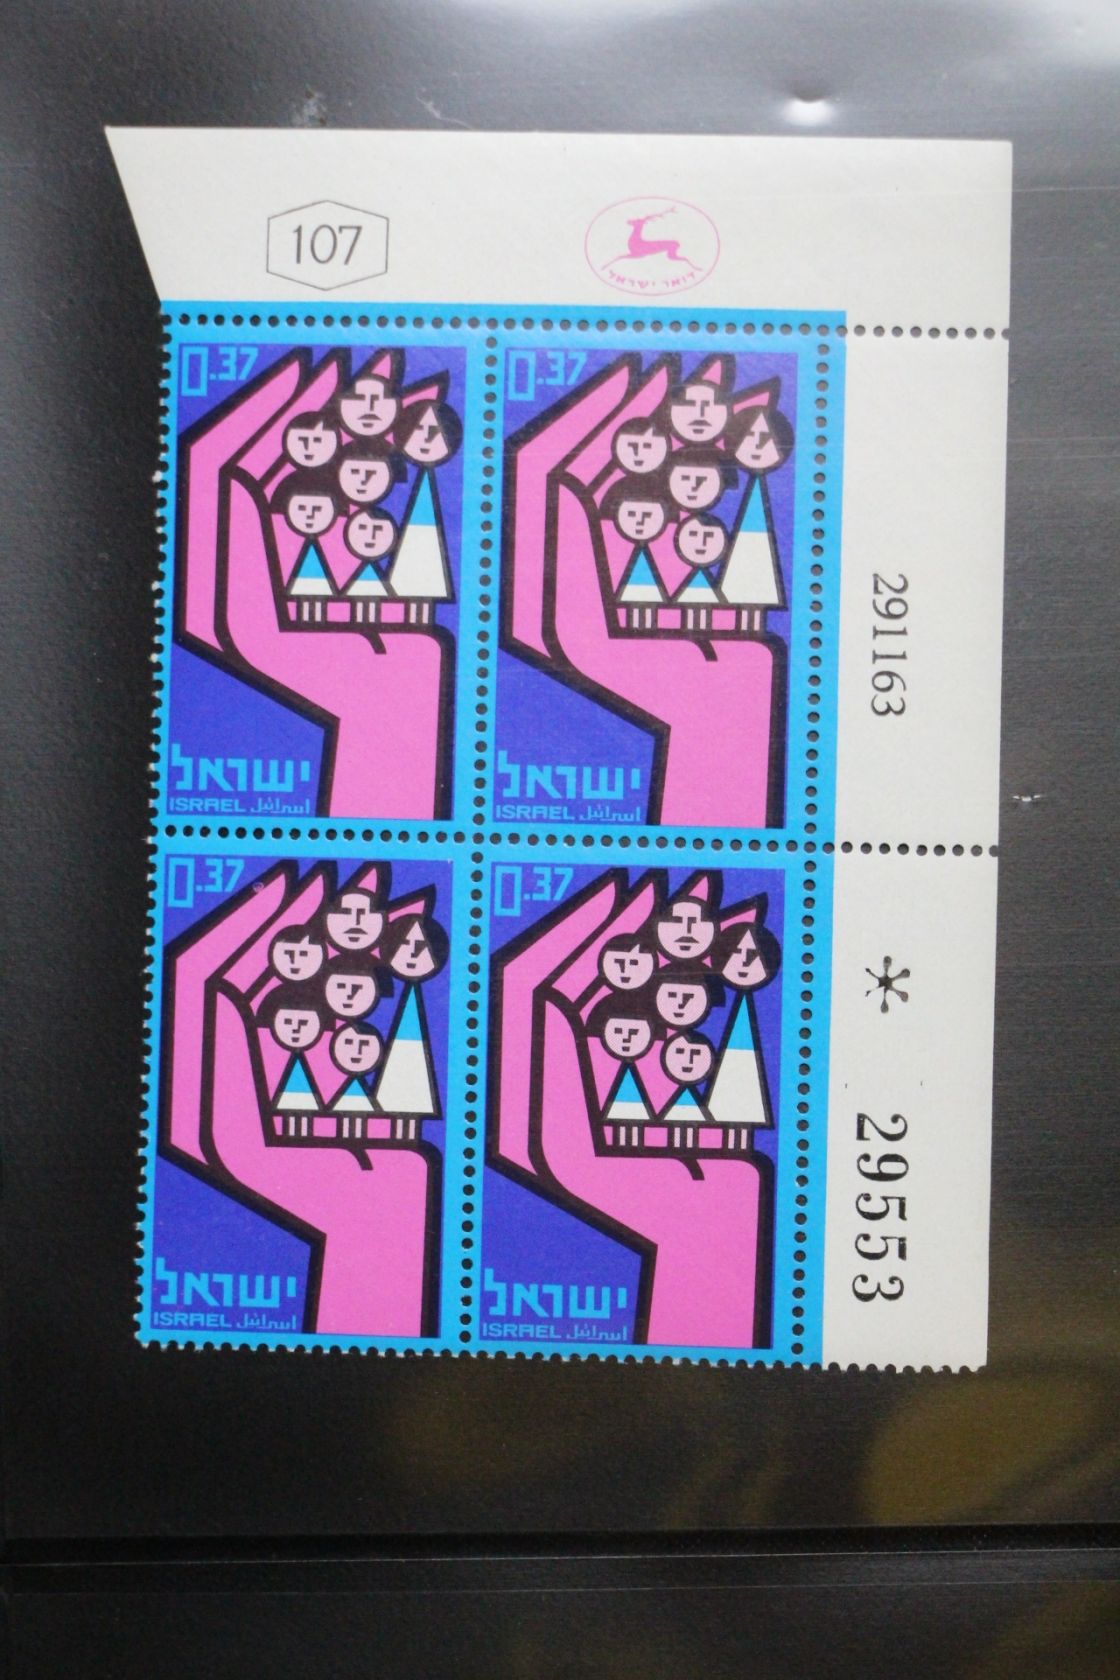 107
דואר ישראל
0.37
0.37
291163
ישראל
ISRAEL اسرائيل
ישראל
ISRAEL اسرائيل
0.37
0.37
* 29553
ישראל
ISRAEL اسرائيل
ישראל
ISRAEL اسرائيل